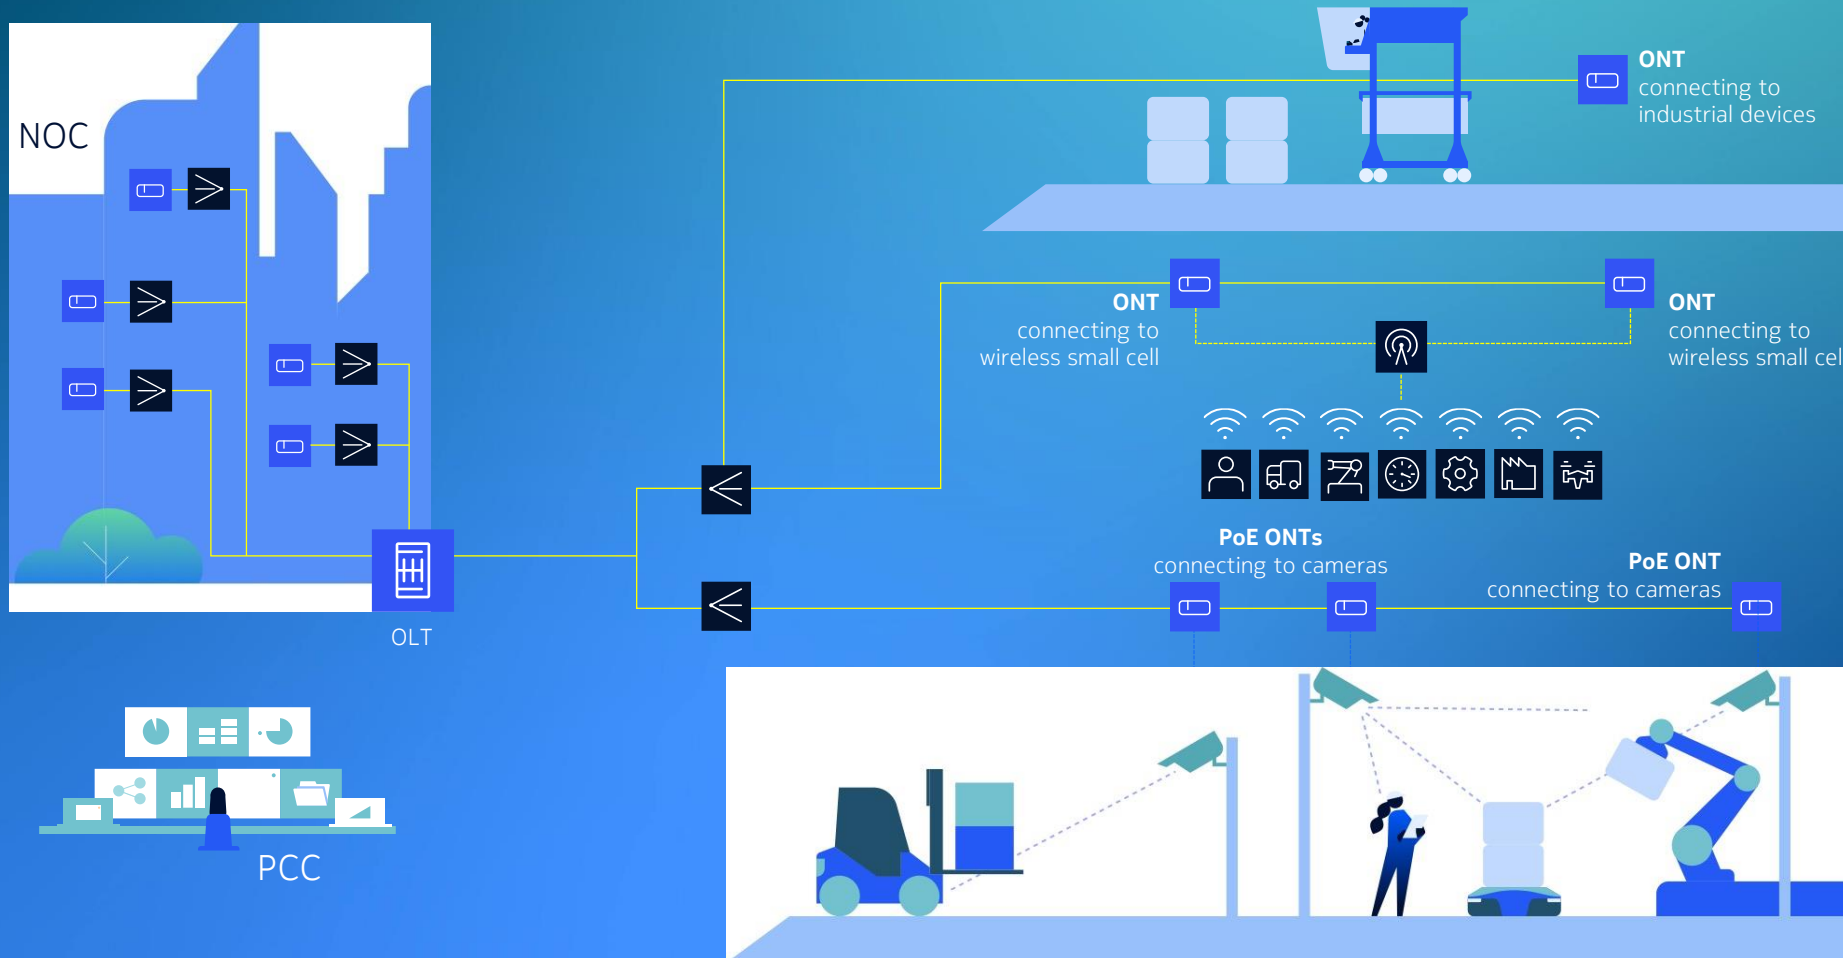 NOC
OLT
PCC
ONT
connecting to
industrial devices
ONT
connecting to
wireless small cell
ONT
connecting to
wireless small cel
PoE ONTs
connecting to cameras
PoE ONT
connecting to cameras